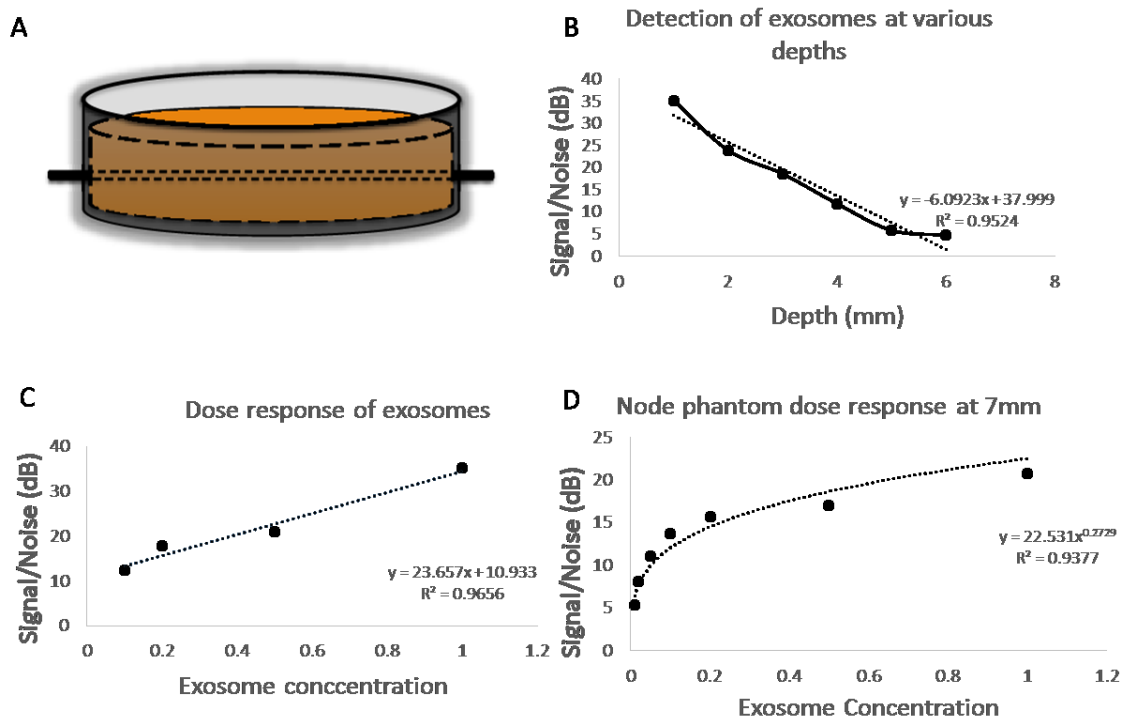 A
B
Detection of exosomes at various
depths
Signal/Noise (dB)
40
35
30
25
20
15
10
5
0
y = -6.0923x + 37.999
R² = 0.9524
0
2
4
6
8
Depth (mm)
C
Dose response of exosomes
Signal/Noise (dB)
40
30
20
10
0
y = 23.657x + 10.933
R² = 0.9656
0
0.2
0.4
0.6
0.8
1
1.2
Exosome conccentration
D
Node phantom dose response at 7mm
Signal/Noise (dB)
25
20
15
10
5
0
y = 22.531x^0.2729
R² = 0.9377
0
0.2
0.4
0.6
0.8
1
1.2
Exosome Concentration